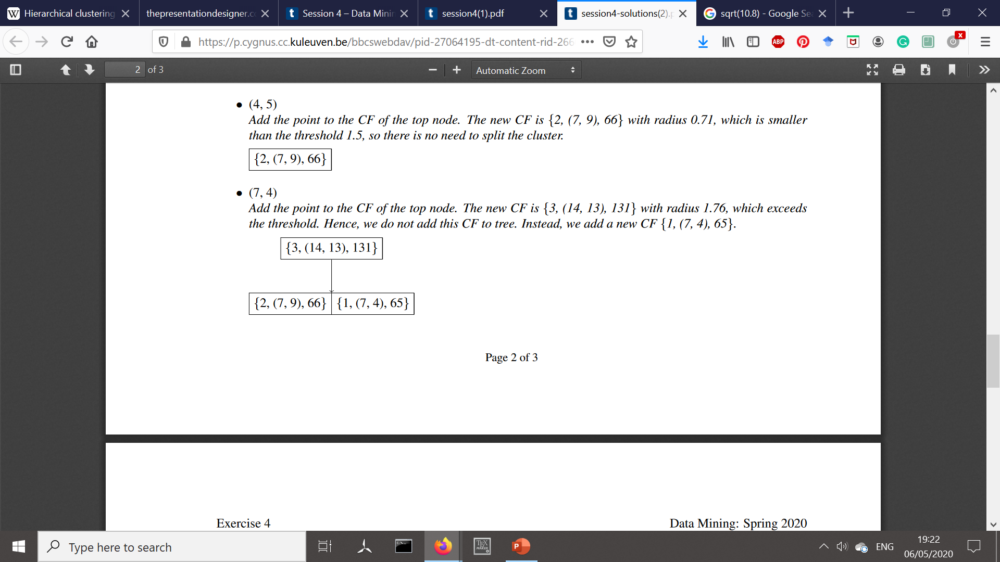 Hierarchical clustering
thepresentationdesigner.c
Session 4 – Data Mini
session4(1).pdf
session4-solutions(2).p
sqrt(10.8) - Google Se
https://p.cygnus.cc.kuleuven.be/bbcswebdav/pid-27064195-dt-content-rid-266
ABP
x
2 of 3
Automatic Zoom
• (4, 5)
Add the point to the CF of the top node. The new CF is {2, (7, 9), 66} with radius 0.71, which is smaller
than the threshold 1.5, so there is no need to split the cluster.
{2, (7, 9), 66}
• (7, 4)
Add the point to the CF of the top node. The new CF is {3, (14, 13), 131} with radius 1.76, which exceeds
the threshold. Hence, we do not add this CF to tree. Instead, we add a new CF {1, (7, 4), 65}.
{3, (14, 13), 131}
{2, (7, 9), 66} {1, (7, 4), 65}
Page 2 of 3
Exercise 4
Data Mining: Spring 2020
Type here to search
TEX
MAKER
ENG
19:22
06/05/2020